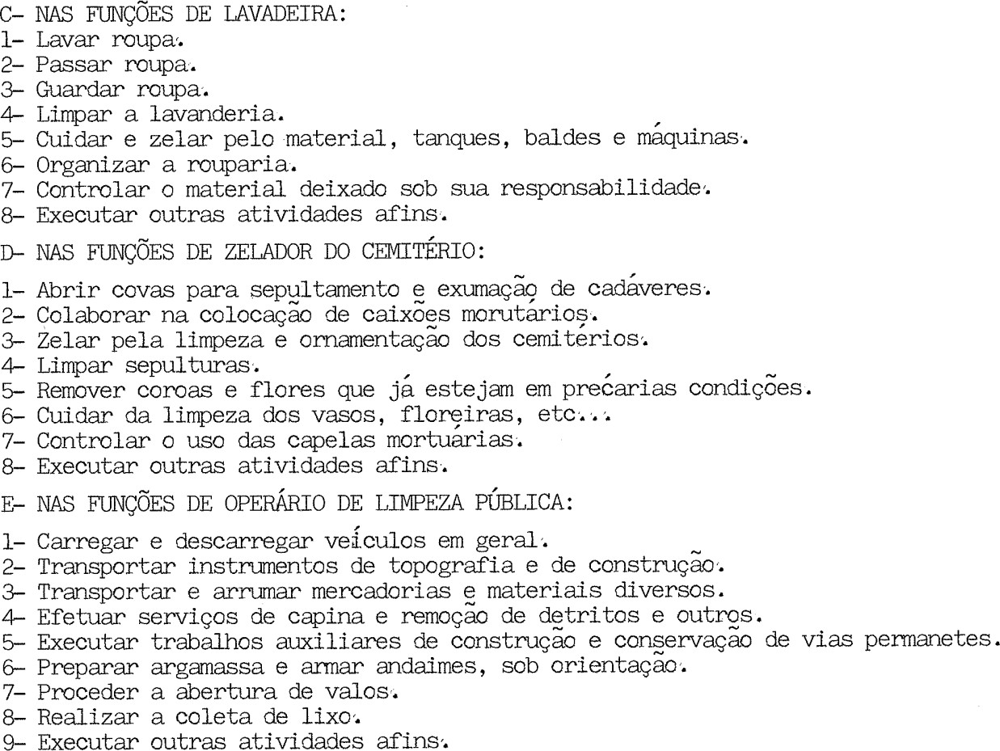 C- NAS FUNÇÕES DE LAVADEIRA:
1- Lavar roupa.
2- Passar roupa.
3- Guardar roupa.
4- Limpar a lavanderia.
5- Cuidar e zelar pelo material, tanques, baldes e máquinas.
6- Organizar a rouparia.
7- Controlar o material deixado sob sua responsabilidade.
8- Executar outras atividades afins.
D- NAS FUNÇÕES DE ZELADOR DO CEMITÉRIO:
1- Abrir covas para sepultamento e exumação de cadáveres.
2- Colaborar na colocação de caixões morutários.
3- Zelar pela limpeza e ornamentação dos cemitérios.
4- Limpar sepulturas.
5- Remover coroas e flores que já estejam em precárias condições.
6- Cuidar da limpeza dos vasos, floreiras, etc...
7- Controlar o uso das capelas mortuárias.
8- Executar outras atividades afins.
E- NAS FUNÇÕES DE OPERÁRIO DE LIMPEZA PÚBLICA:
1- Carregar e descarregar veículos em geral.
2- Transportar instrumentos de topografia e de construção.
3- Transportar e arrumar mercadorias e materiais diversos.
4- Efetuar serviços de capina e remoção de detritos e outros.
5- Executar trabalhos auxiliares de construção e conservação de vias permanetes.
6- Preparar argamassa e armar andaimes, sob orientação.
7- Proceder a abertura de valos.
8- Realizar a coleta de lixo.
9- Executar outras atividades afins.